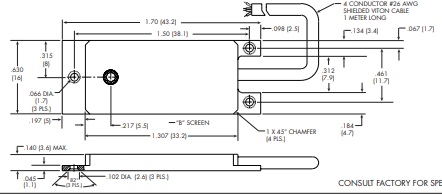 4 CONDUCTOR #26 AWG
SHIELDED VITON CABLE
1 METER LONG
1.70 (43.2)
1.50 (38.1)
.098 (2.5)
.134 (3.4)
.067 (1.7)
.315
(8)
.630
(16)
.066 DIA.
(1.7)
(3 PLS.)
.312
(7.9)
.461
(11.7)
.197 (5)
.217 (5.5)
"B" SCREEN
.184
(4.7)
1.307 (33.2)
1 X 45° CHAMFER
(4 PLS.)
.140 (3.6) MAX.
.045
(1.1)
82°
(3 PLS.)
.102 DIA. (2.6) (3 PLS.)
CONSULT FACTORY FOR SPE